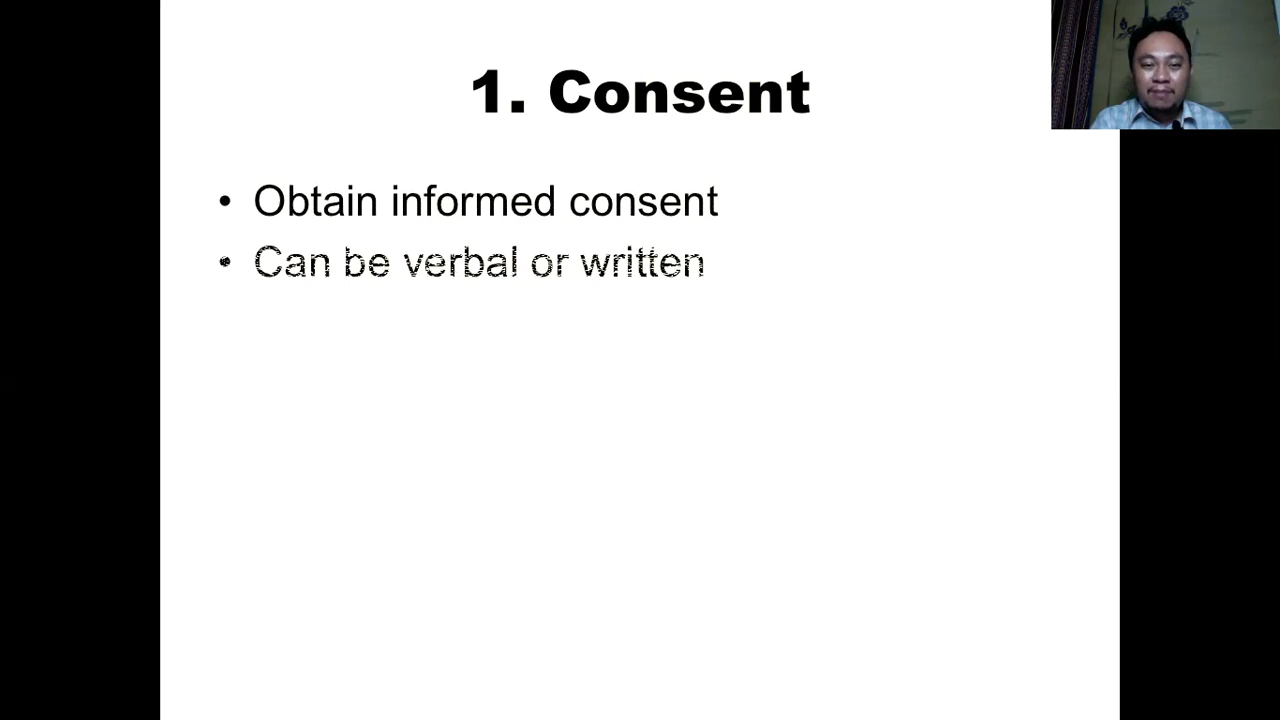 1. Consent
• Obtain informed consent
• Can be verbal or written